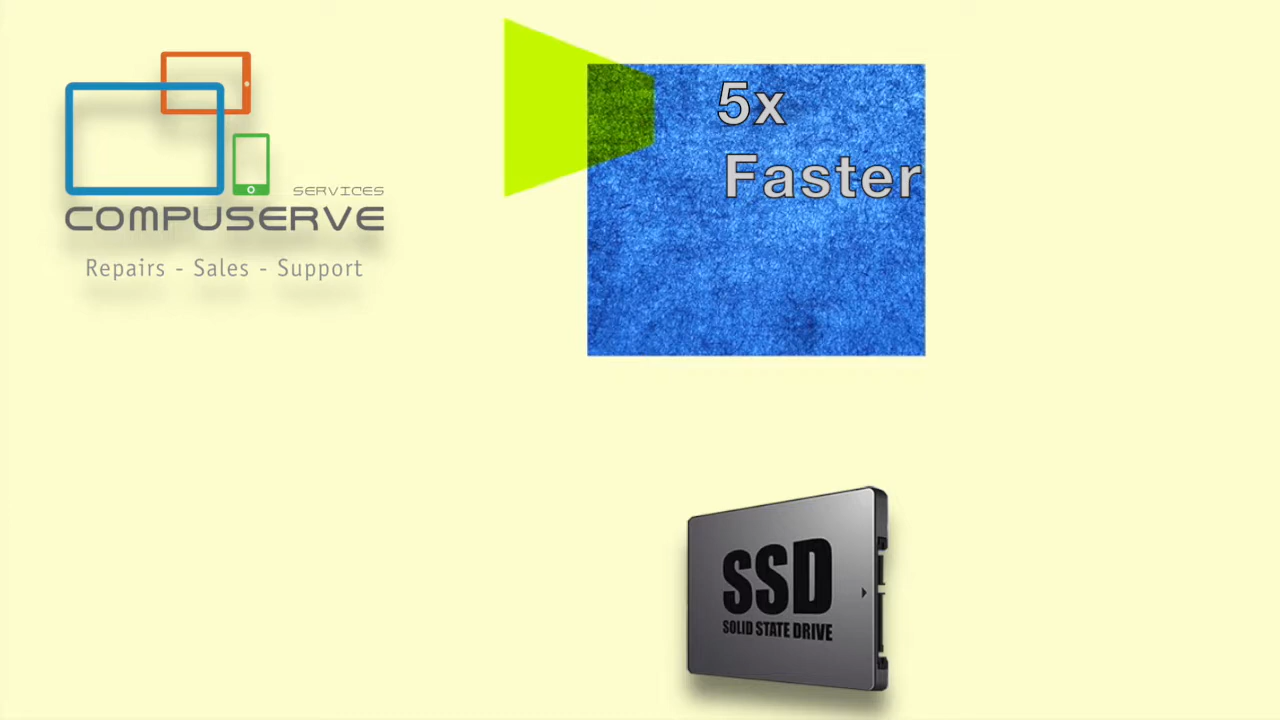 SERVICES
COMPUSERVE
Repairs - Sales - Support
5x
Faster
SSD
SOLID STATE DRIVE